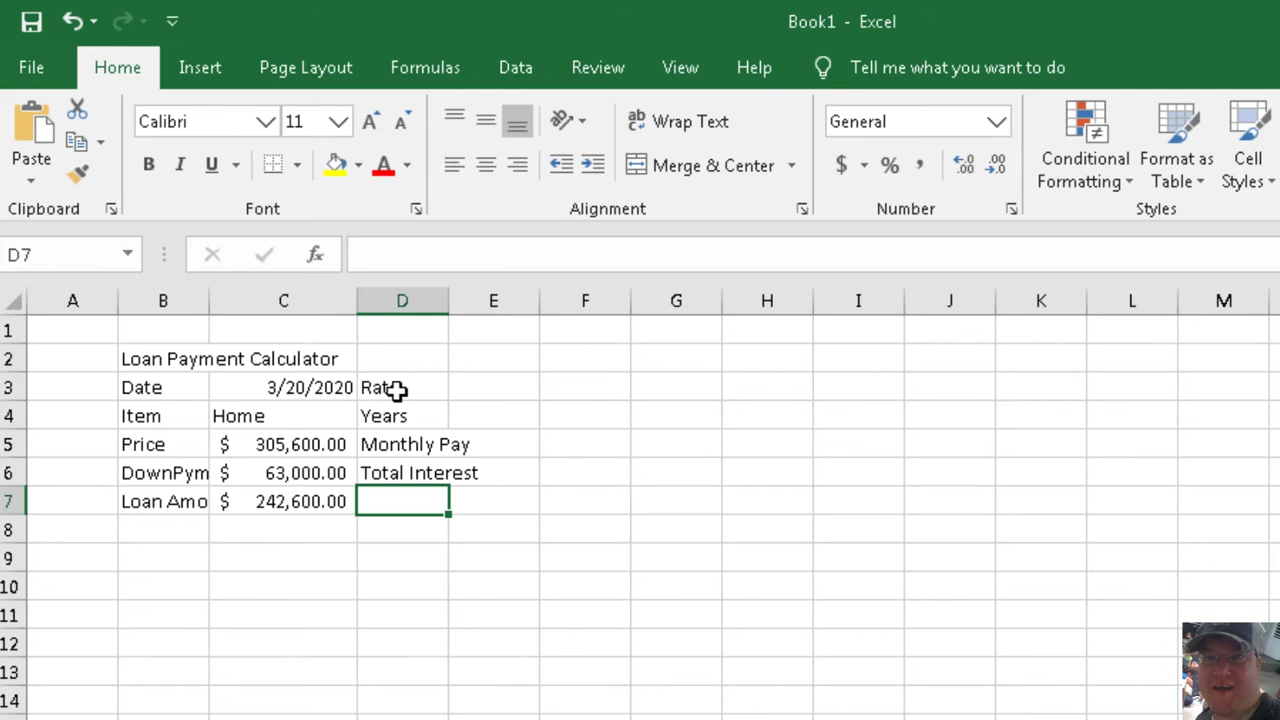 Book1 - Excel
File Home Insert Page Layout Formulas Data Review View Help Tell me what you want to do
Calibri 11 ab Wrap Text General
Paste B I U A Merge & Center $ % , Conditional Formatting Format as Table Cell Styles
Clipboard Font Alignment Number Styles
D7 fx
A B C D E F G H I J K L M
1
2 Loan Payment Calculator
3 Date 3/20/2020 Rat
4 Item Home Years
5 Price $ 305,600.00 Monthly Pay
6 DownPym $ 63,000.00 Total Interest
7 Loan Amo $ 242,600.00
8
9
10
11
12
13
14